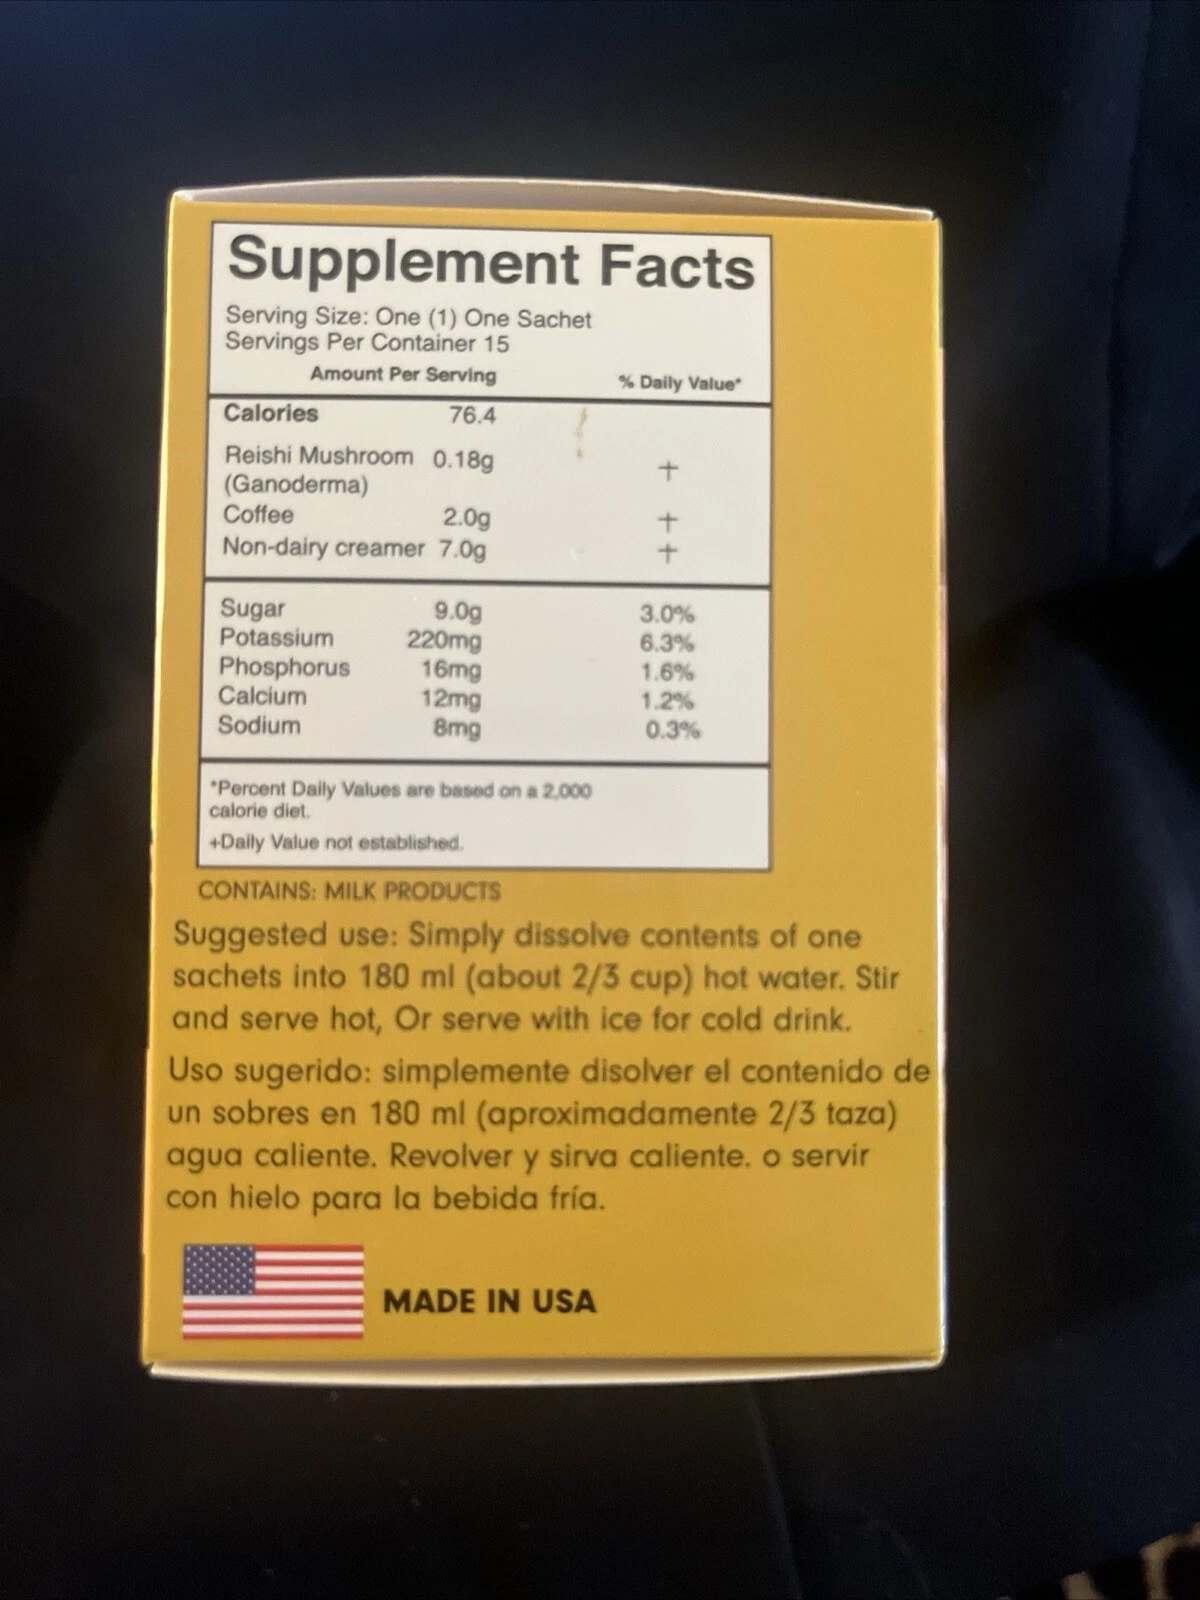 Supplement Facts
Serving Size: One (1) One Sachet
Servings Per Container 15
Amount Per Serving % Daily Value*
Calories 76.4
Reishi Mushroom 0.18g +
(Ganoderma)
Coffee 2.0g +
Non-dairy creamer 7.0g +
Sugar 9.0g 3.0%
Potassium 220mg 6.3%
Phosphorus 16mg 1.6%
Calcium 12mg 1.2%
Sodium 8mg 0.3%
*Percent Daily Values are based on a 2,000
calorie diet.
+Daily Value not established.
CONTAINS: MILK PRODUCTS
Suggested use: Simply dissolve contents of one
sachets into 180 ml (about 2/3 cup) hot water. Stir
and serve hot, Or serve with ice for cold drink.
Uso sugerido: simplemente disolver el contenido de
un sobres en 180 ml (aproximadamente 2/3 taza)
agua caliente. Revolver y sirva caliente. o servir
con hielo para la bebida fría.
MADE IN USA